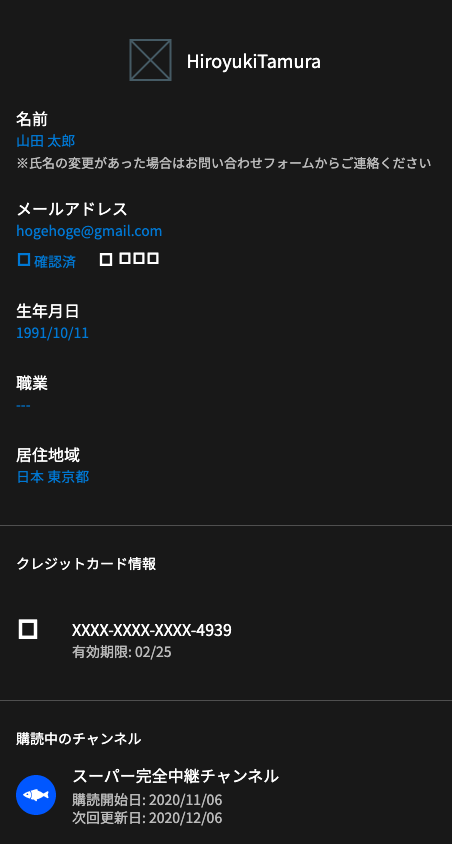 HiroyukiTamura
名前
山田 太郎
※氏名の変更があった場合はお問い合わせフォームからご連絡ください
メールアドレス
hogehoge@gmail.com
確認済
生年月日
1991/10/11
職業
---
居住地域
日本 東京都
クレジットカード情報
XXXX-XXXX-XXXX-4939
有効期限: 02/25
購読中のチャンネル
スーパー完全中継チャンネル
購読開始日: 2020/11/06
次回更新日: 2020/12/06